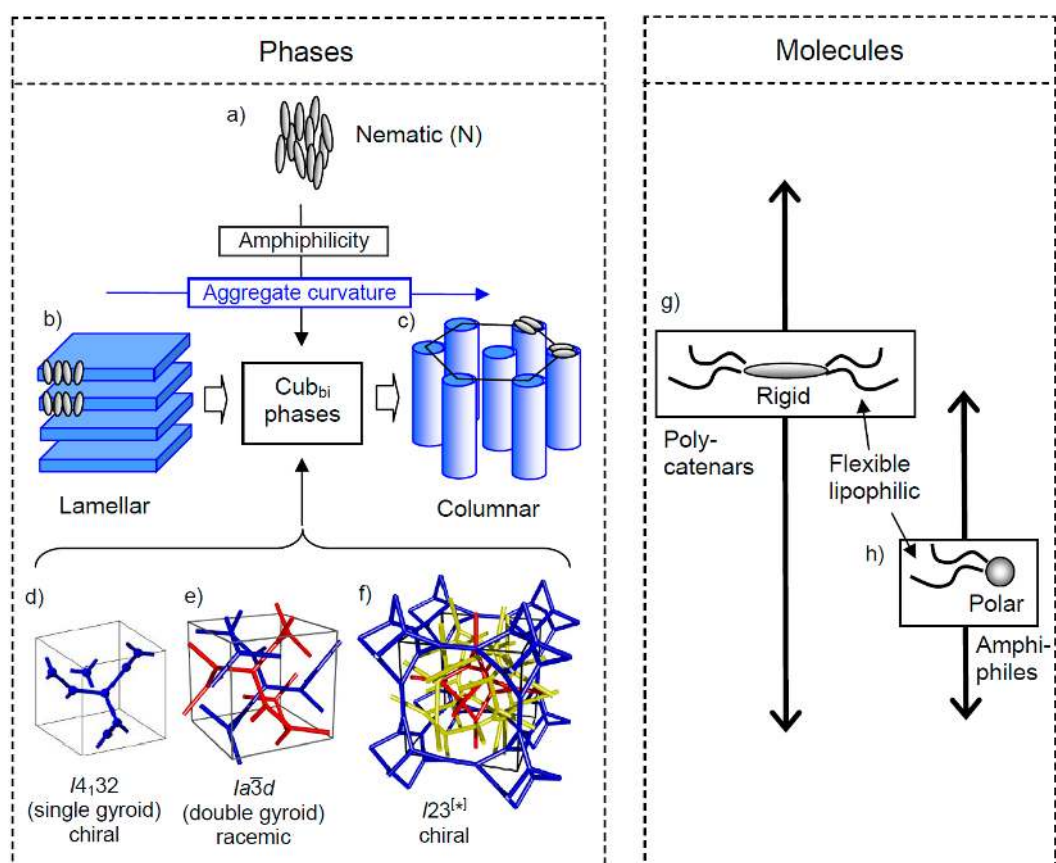 Phases
a)
Nematic (N)
Amphiphilicity
Aggregate curvature
b)
c)
Cub_bi
phases
Lamellar
Columnar
d)
e)
f)
I4₁32
(single gyroid)
chiral
Ia3̅d
(double gyroid)
racemic
I23[*]
chiral
Molecules
g)
Rigid
Poly-
catenars
Flexible
lipophilic
h)
Polar
Amphi-
philes